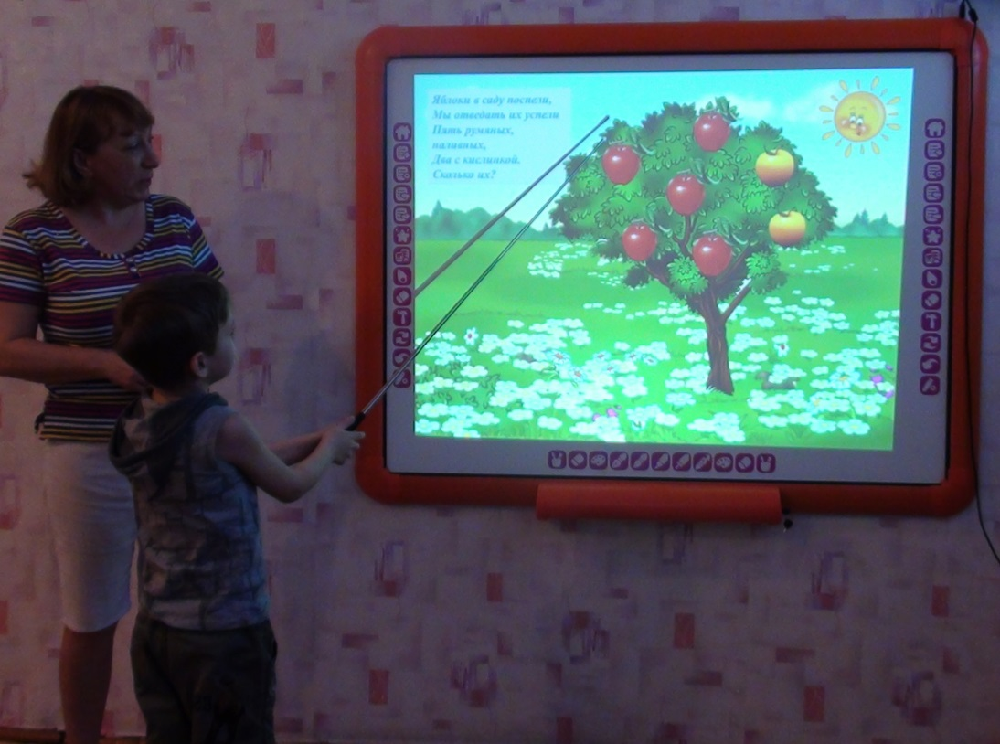 Яблоки в саду поспели,
Мы отведать их успели
Пять румяных,
наливных,
Два с кислинкой.
Сколько их?